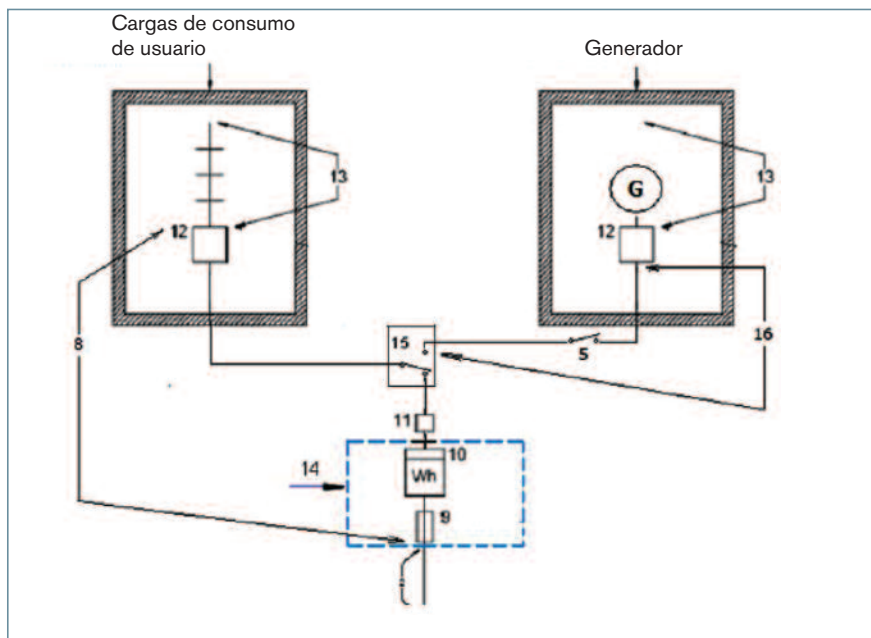 Cargas de consumo
de usuario
Generador
13
13
G
12
12
8
15
5
16
11
10
14
Wh
9